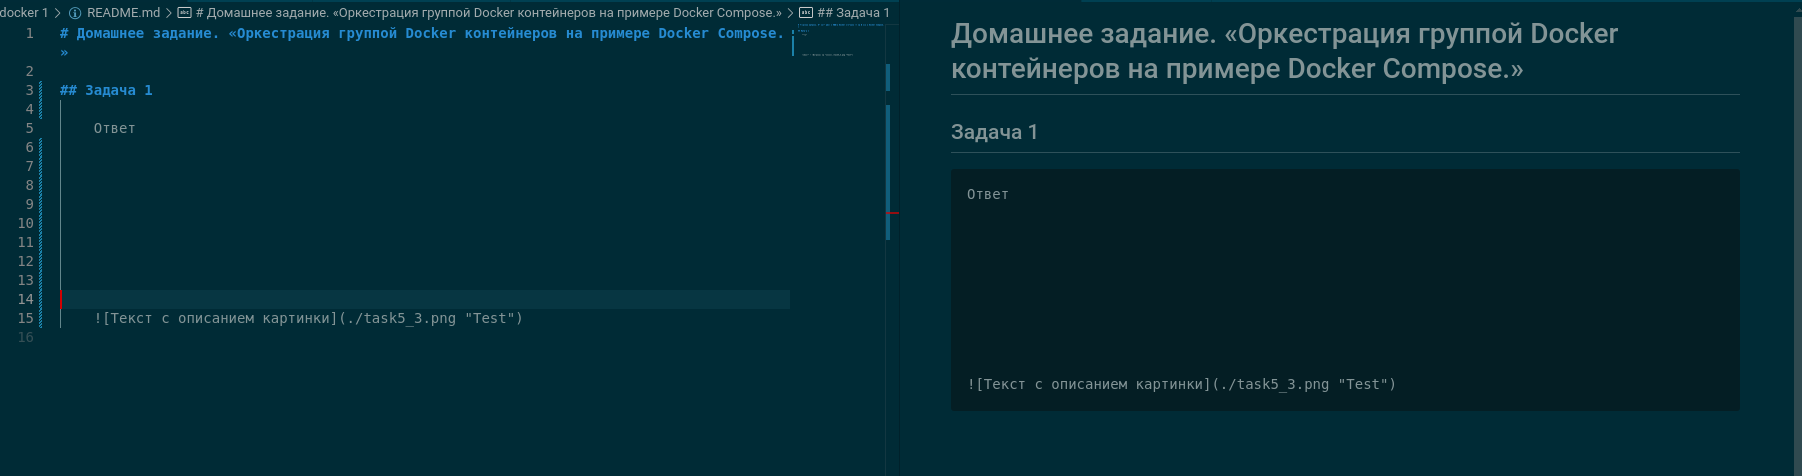 docker 1 > README.md > # Домашнее задание. «Оркестрация группой Docker контейнеров на примере Docker Compose.» > ## Задача 1
1 # Домашнее задание. «Оркестрация группой Docker контейнеров на примере Docker Compose.
»
2
3 ## Задача 1
4
5 Ответ
6
7
8
9
10
11
12
13
14
15 ![Текст с описанием картинки](./task5_3.png "Test")
16
Домашнее задание. «Оркестрация группой Docker
контейнеров на примере Docker Compose.»
Задача 1
Ответ
![Текст с описанием картинки](./task5_3.png "Test")